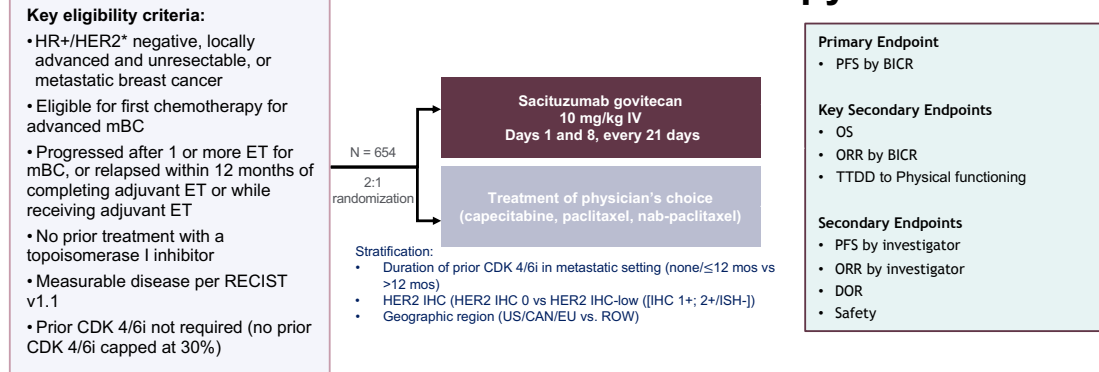 Key eligibility criteria:
•HR+/HER2* negative, locally
advanced and unresectable, or
metastatic breast cancer
•Eligible for first chemotherapy for
advanced mBC
•Progressed after 1 or more ET for
mBC, or relapsed within 12 months of
completing adjuvant ET or while
receiving adjuvant ET
•No prior treatment with a
topoisomerase I inhibitor
•Measurable disease per RECIST
v1.1
•Prior CDK 4/6i not required (no prior
CDK 4/6i capped at 30%)
N = 654
2:1
randomization
Sacituzumab govitecan
10 mg/kg IV
Days 1 and 8, every 21 days
Treatment of physician's choice
(capecitabine, paclitaxel, nab-paclitaxel)
Stratification:
• Duration of prior CDK 4/6i in metastatic setting (none/≤12 mos vs
>12 mos)
• HER2 IHC (HER2 IHC 0 vs HER2 IHC-low ([IHC 1+; 2+/ISH-])
• Geographic region (US/CAN/EU vs. ROW)
Primary Endpoint
• PFS by BICR
Key Secondary Endpoints
• OS
• ORR by BICR
• TTDD to Physical functioning
Secondary Endpoints
• PFS by investigator
• ORR by investigator
• DOR
• Safety